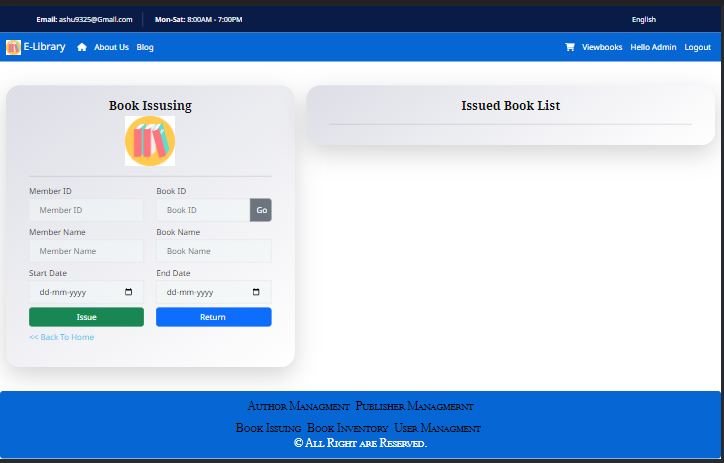 Email: ashu9325@Gmail.com Mon-Sat: 8:00AM - 7:00PM English
E-Library About Us Blog Viewbooks Hello Admin Logout
Book Issusing
Member ID Book ID
Member ID Book ID Go
Member Name Book Name
Member Name Book Name
Start Date End Date
dd-mm-yyyy dd-mm-yyyy
Issue Return
<< Back To Home
Issued Book List
Author Managment Publisher Managmernt
Book Issuing Book Inventory User Managment
© All Right are Reserved.